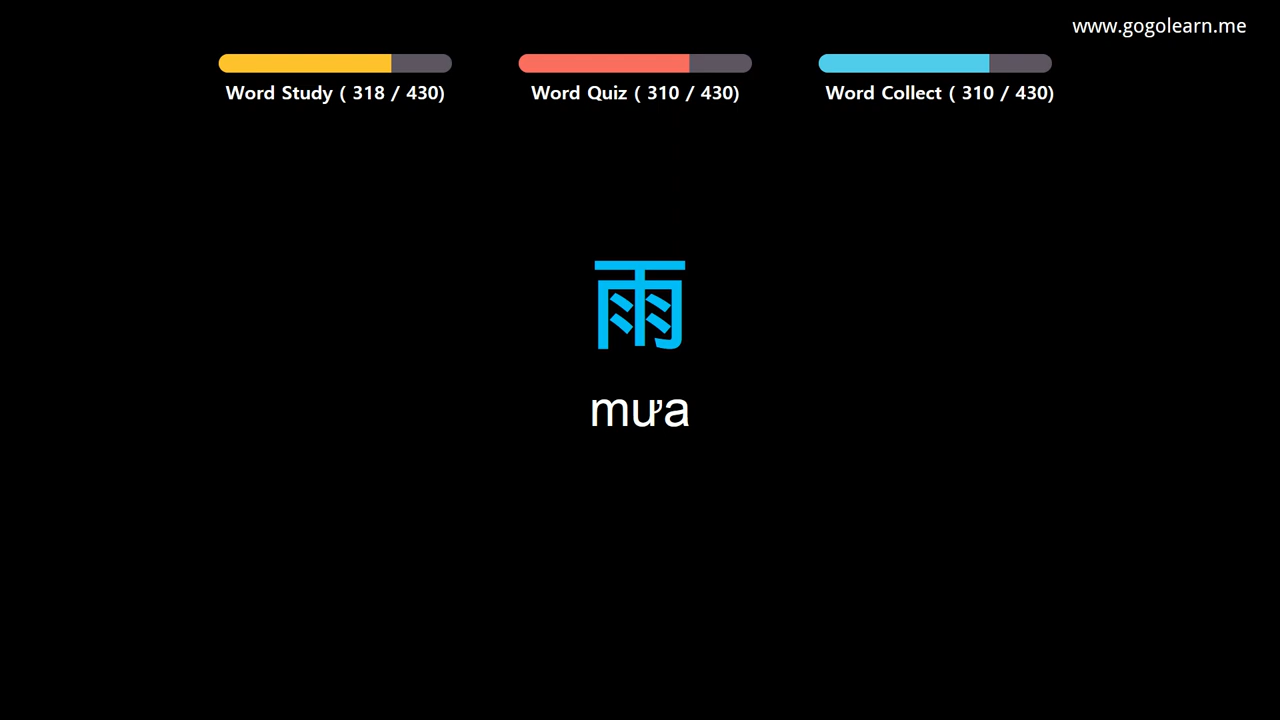 www.gogolearn.me
Word Study ( 318 / 430)
Word Quiz ( 310 / 430)
Word Collect ( 310 / 430)
雨
mưa